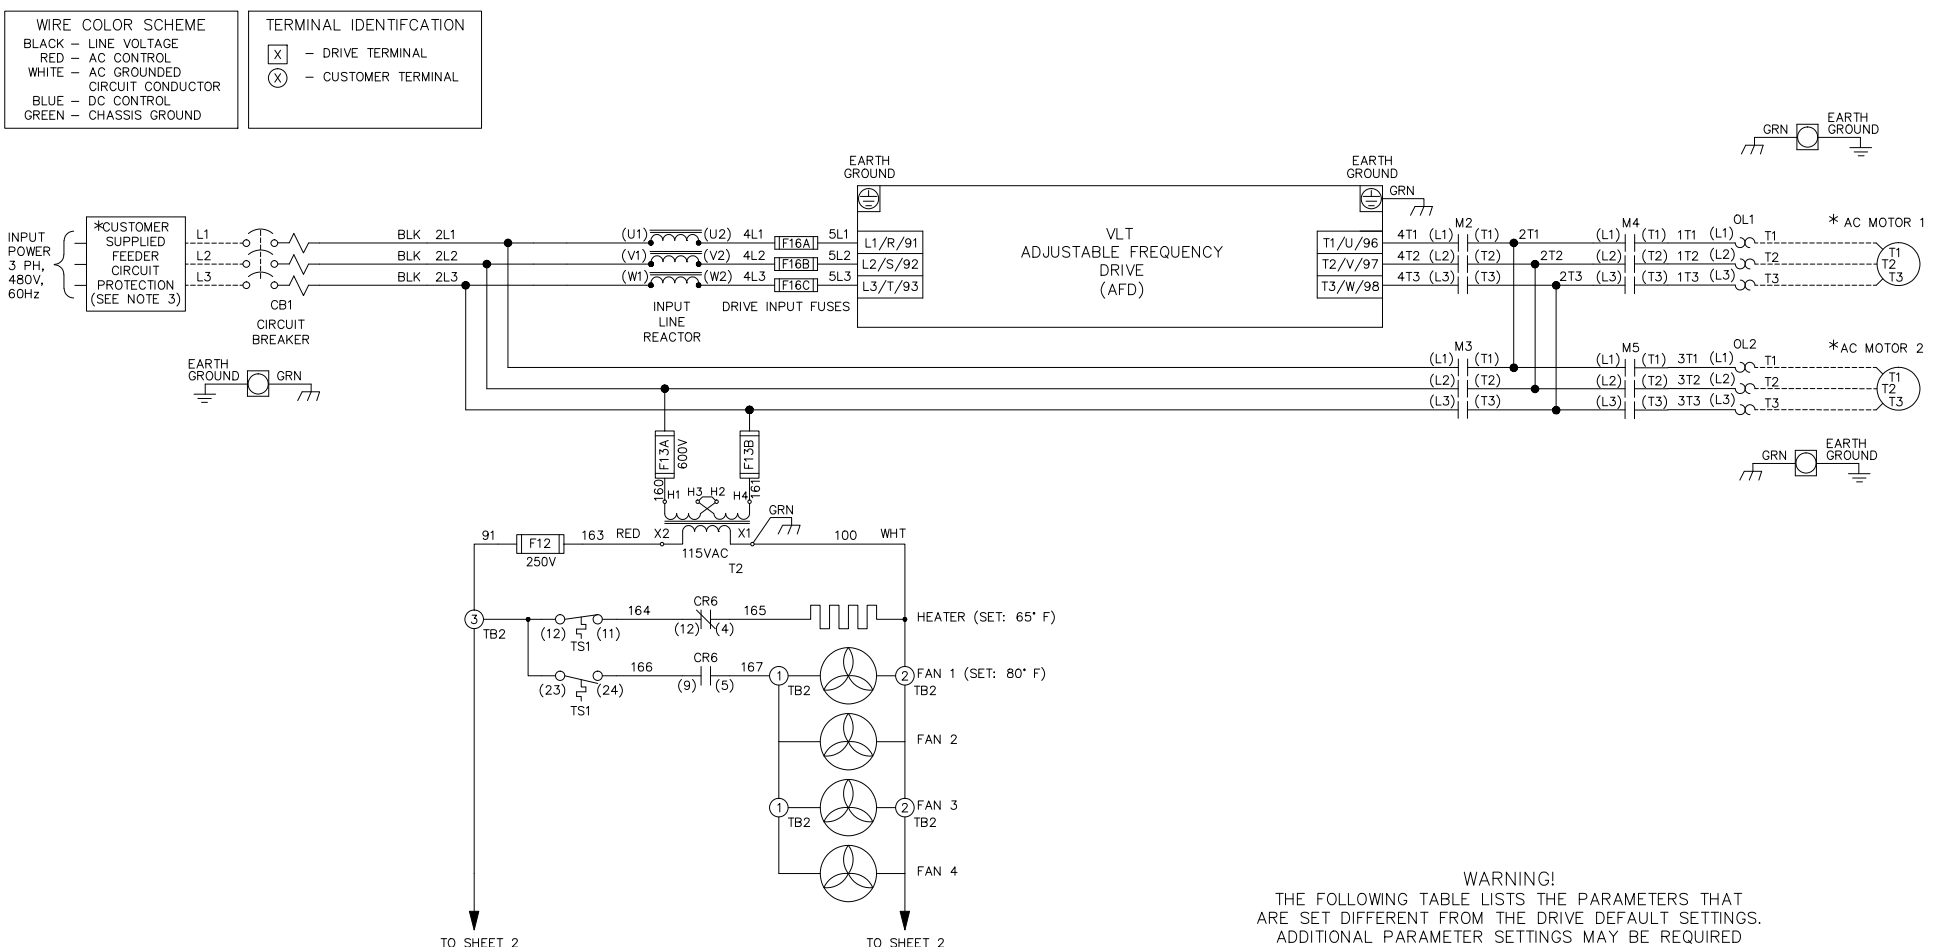 WIRE COLOR SCHEME
BLACK – LINE VOLTAGE
RED – AC CONTROL
WHITE – AC GROUNDED
CIRCUIT CONDUCTOR
BLUE – DC CONTROL
GREEN – CHASSIS GROUND
TERMINAL IDENTIFCATION
X – DRIVE TERMINAL
X – CUSTOMER TERMINAL
GRN
EARTH
GROUND
INPUT
POWER
3 PH,
480V,
60Hz
*CUSTOMER
SUPPLIED
FEEDER
CIRCUIT
PROTECTION
(SEE NOTE 3)
L1
L2
L3
CB1
CIRCUIT
BREAKER
BLK 2L1
BLK 2L2
BLK 2L3
(U1) (U2) 4L1 F16A 5L1
(V1) (V2) 4L2 F16B 5L2
(W1) (W2) 4L3 F16C 5L3
INPUT
LINE
REACTOR
DRIVE INPUT FUSES
EARTH
GROUND
L1/R/91
L2/S/92
L3/T/93
VLT
ADJUSTABLE FREQUENCY
DRIVE
(AFD)
EARTH
GROUND
GRN
T1/U/96
T2/V/97
T3/W/98
M2 M4 OL1
4T1 (L1) (T1) 2T1 (L1) (T1) 1T1 (L1) T1
4T2 (L2) (T2) 2T2 (L2) (T2) 1T2 (L2) T2
4T3 (L3) (T3) 2T3 (L3) (T3) 1T3 (L3) T3
* AC MOTOR 1
T1
T2
T3
EARTH
GROUND
GRN
M3 M5 OL2
(L1) (T1) (L1) (T1) 3T1 (L1) T1
(L2) (T2) (L2) (T2) 3T2 (L2) T2
(L3) (T3) (L3) (T3) 3T3 (L3) T3
*AC MOTOR 2
T1
T2
T3
GRN
EARTH
GROUND
F13A
600V
F13B
160
161
H1 H3 H2 H4
GRN
91 F12 163 RED X2 X1 100 WHT
250V
115VAC
T2
3
TB2
(12) (11)
TS1
164
CR6
(12) (4)
165
HEATER (SET: 65° F)
(23) (24)
TS1
166
CR6
(9) (5)
167
1
TB2
2
TB2
FAN 1 (SET: 80° F)
FAN 2
1
TB2
2
TB2
FAN 3
FAN 4
TO SHEET 2
TO SHEET 2
WARNING!
THE FOLLOWING TABLE LISTS THE PARAMETERS THAT
ARE SET DIFFERENT FROM THE DRIVE DEFAULT SETTINGS.
ADDITIONAL PARAMETER SETTINGS MAY BE REQUIRED